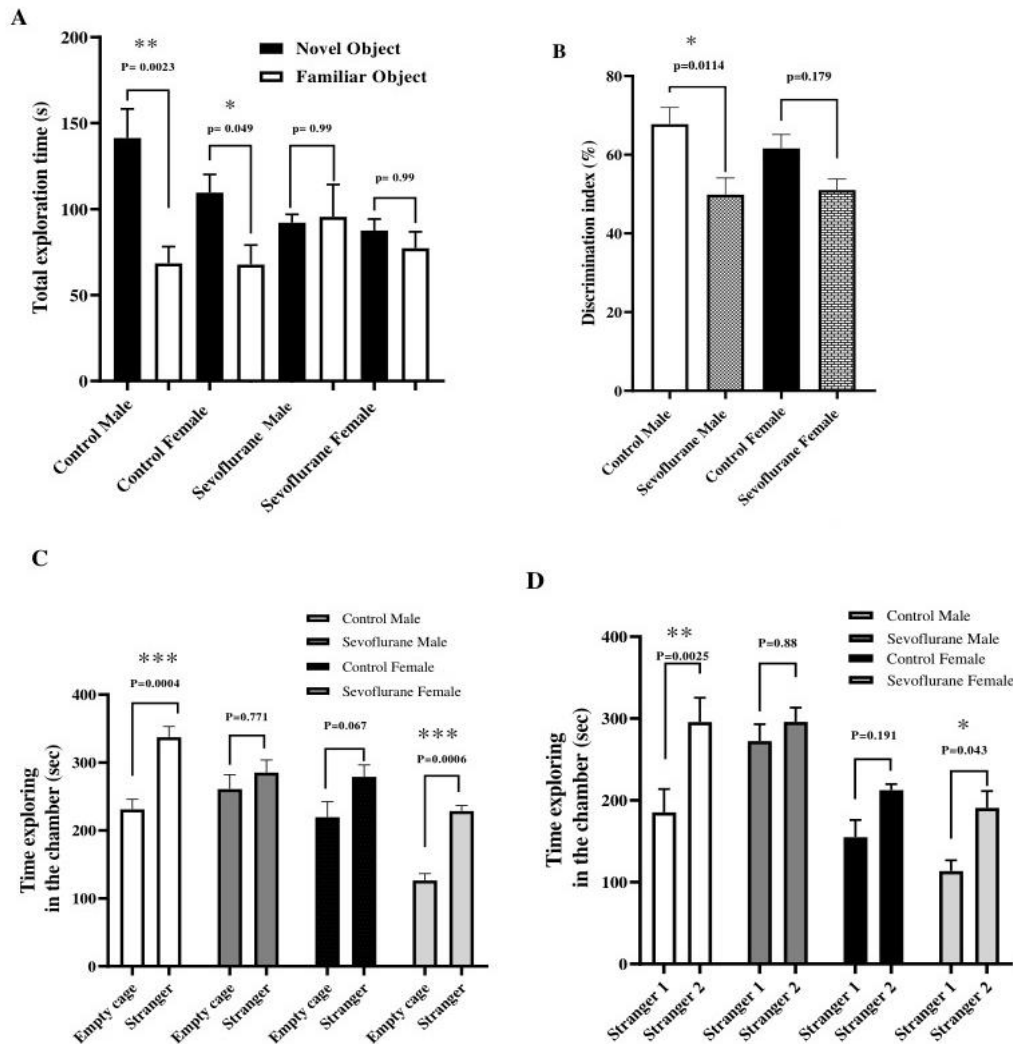 A
Total exploration time (s)
200
150
100
50
0
**
P= 0.0023
*
p= 0.049
p= 0.99
p= 0.99
Novel Object
Familiar Object
Control Male
Control Female
Sevoflurane Male
Sevoflurane Female
B
Discrimination index (%)
80
60
40
20
0
*
p=0.0114
p=0.179
Control Male
Sevoflurane Male
Control Female
Sevoflurane Female
C
Control Male
Sevoflurane Male
Control Female
Sevoflurane Female
Time exploring
in the chamber (sec)
400
300
200
100
0
***
P=0.0004
P=0.771
P=0.067
***
P=0.0006
Empty cage
Stranger
Empty cage
Stranger
Empty cage
Stranger
Empty cage
Stranger
D
Control Male
Sevoflurane Male
Control Female
Sevoflurane Female
Time exploring
in the chamber (sec)
400
300
200
100
0
**
P=0.0025
P=0.88
P=0.191
*
P=0.043
Stranger 1
Stranger 2
Stranger 1
Stranger 2
Stranger 1
Stranger 2
Stranger 1
Stranger 2